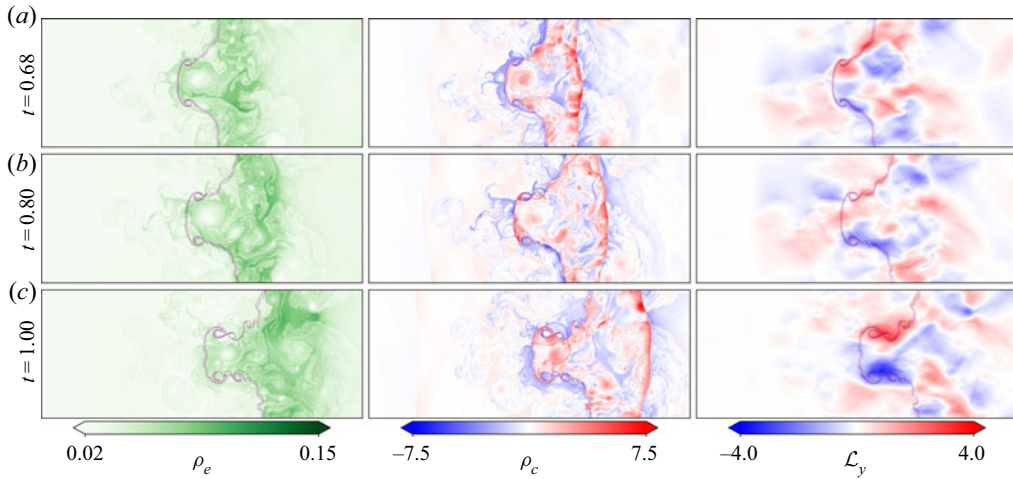 (a)
t = 0.68
(b)
t = 0.80
(c)
t = 1.00
0.02 ρe 0.15
−7.5 ρc 7.5
−4.0 ℒy 4.0